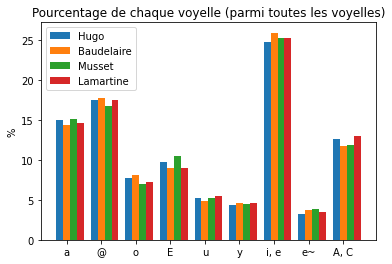 Pourcentage de chaque voyelle (parmi toutes les voyelles)
Hugo
Baudelaire
Musset
Lamartine
%
25
20
15
10
5
0
a @ o E u y i, e e~ A, C